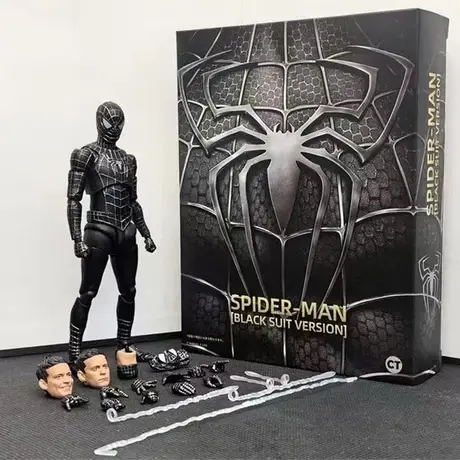 SPIDER-MAN
[BLACK SUIT VERSION]
CT
SPIDER-MAN
[BLACK SUIT VERSION]